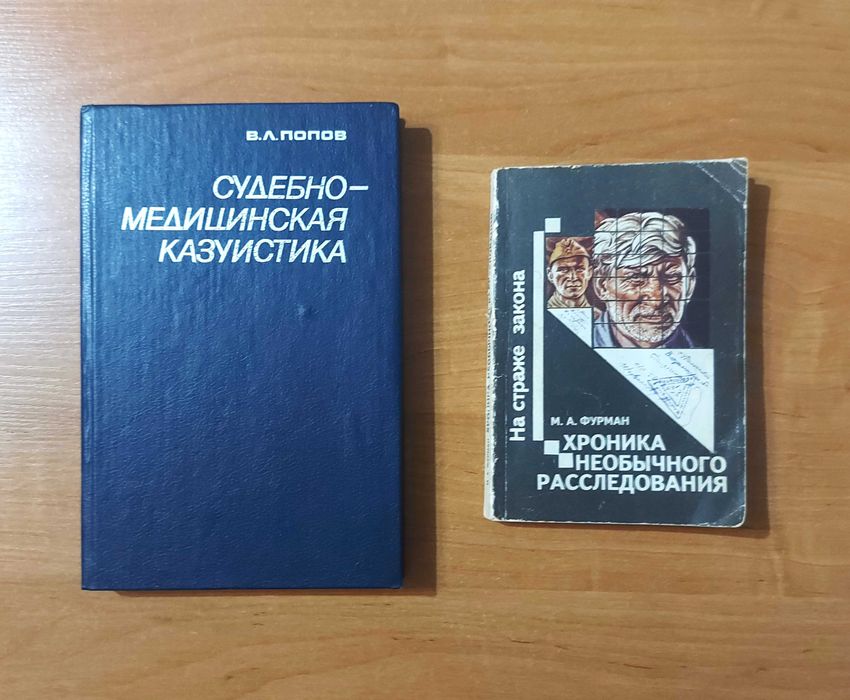 В.Л.ПОПОВ
СУДЕБНО-
МЕДИЦИНСКАЯ
КАЗУИСТИКА
На страже закона
М. А. ФУРМАН
ХРОНИКА
НЕОБЫЧНОГО
РАССЛЕДОВАНИЯ